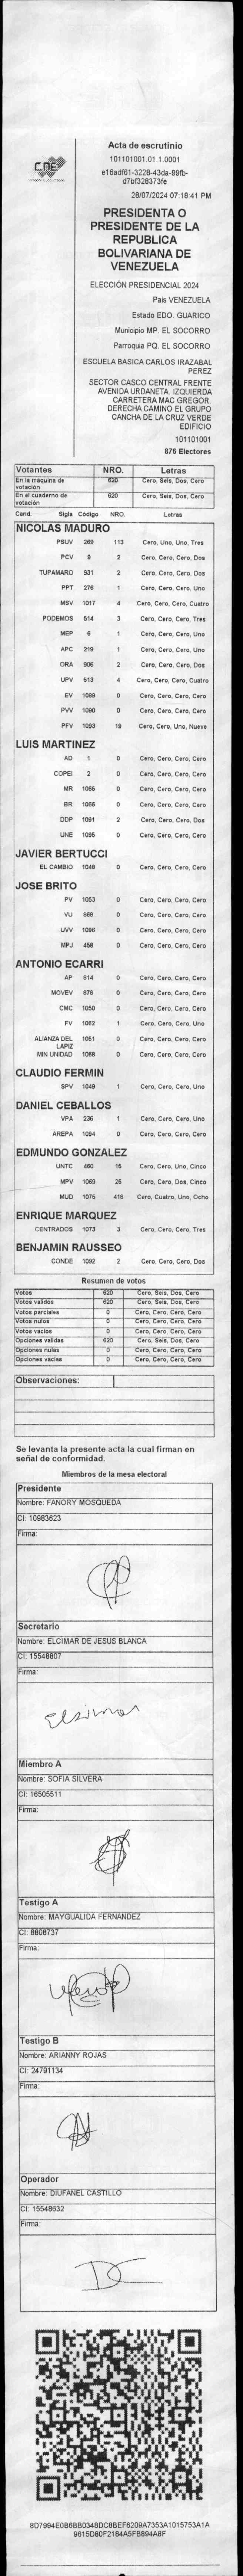 CNE
Acta de escrutinio
101101001.01.1.0001
e16adf61-3228-43da-99fb-
d7bf328373fe
28/07/2024 07:18:41 PM
PRESIDENTA O
PRESIDENTE DE LA
REPUBLICA
BOLIVARIANA DE
VENEZUELA
ELECCIÓN PRESIDENCIAL 2024
País VENEZUELA
Estado EDO. GUARICO
Municipio MP. EL SOCORRO
Parroquia PQ. EL SOCORRO
ESCUELA BASICA CARLOS IRAZABAL
PEREZ
SECTOR CASCO CENTRAL FRENTE
AVENIDA URDANETA. IZQUIERDA
CARRETERA MAC GREGOR.
DERECHA CAMINO EL GRUPO
CANCHA DE LA CRUZ VERDE
EDIFICIO
101101001
876 Electores
Votantes NRO. Letras
En la máquina de votación 620 Cero, Seis, Dos, Cero
En el cuaderno de votación 620 Cero, Seis, Dos, Cero
Cand. Sigla Código NRO. Letras
NICOLAS MADURO
PSUV 269 113 Cero, Uno, Uno, Tres
PCV 9 2 Cero, Cero, Cero, Dos
TUPAMARO 931 2 Cero, Cero, Cero, Dos
PPT 276 1 Cero, Cero, Cero, Uno
MSV 1017 4 Cero, Cero, Cero, Cuatro
PODEMOS 514 3 Cero, Cero, Cero, Tres
MEP 6 1 Cero, Cero, Cero, Uno
APC 219 1 Cero, Cero, Cero, Uno
ORA 906 2 Cero, Cero, Cero, Dos
UPV 513 4 Cero, Cero, Cero, Cuatro
EV 1089 0 Cero, Cero, Cero, Cero
PVV 1090 0 Cero, Cero, Cero, Cero
PFV 1093 19 Cero, Cero, Uno, Nueve
LUIS MARTINEZ
AD 1 0 Cero, Cero, Cero, Cero
COPEI 2 0 Cero, Cero, Cero, Cero
MR 1065 0 Cero, Cero, Cero, Cero
BR 1066 0 Cero, Cero, Cero, Cero
DDP 1091 2 Cero, Cero, Cero, Dos
UNE 1095 0 Cero, Cero, Cero, Cero
JAVIER BERTUCCI
EL CAMBIO 1046 0 Cero, Cero, Cero, Cero
JOSE BRITO
PV 1053 0 Cero, Cero, Cero, Cero
VU 666 0 Cero, Cero, Cero, Cero
UVV 1096 0 Cero, Cero, Cero, Cero
MPJ 458 0 Cero, Cero, Cero, Cero
ANTONIO ECARRI
AP 814 0 Cero, Cero, Cero, Cero
MOVEV 978 0 Cero, Cero, Cero, Cero
CMC 1050 0 Cero, Cero, Cero, Cero
FV 1062 1 Cero, Cero, Cero, Uno
ALIANZA DEL LAPIZ 1051 0 Cero, Cero, Cero, Cero
MIN UNIDAD 1068 0 Cero, Cero, Cero, Cero
CLAUDIO FERMIN
SPV 1049 1 Cero, Cero, Cero, Uno
DANIEL CEBALLOS
VPA 236 1 Cero, Cero, Cero, Uno
AREPA 1094 0 Cero, Cero, Cero, Cero
EDMUNDO GONZALEZ
UNTC 460 15 Cero, Cero, Uno, Cinco
MPV 1069 25 Cero, Cero, Dos, Cinco
MUD 1075 418 Cero, Cuatro, Uno, Ocho
ENRIQUE MARQUEZ
CENTRADOS 1073 3 Cero, Cero, Cero, Tres
BENJAMIN RAUSSEO
CONDE 1092 2 Cero, Cero, Cero, Dos
Resumen de votos
Votos 620 Cero, Seis, Dos, Cero
Votos validos 620 Cero, Seis, Dos, Cero
Votos parciales 0 Cero, Cero, Cero, Cero
Votos nulos 0 Cero, Cero, Cero, Cero
Votos vacios 0 Cero, Cero, Cero, Cero
Opciones validas 620 Cero, Seis, Dos, Cero
Opciones nulas 0 Cero, Cero, Cero, Cero
Opciones vacias 0 Cero, Cero, Cero, Cero
Observaciones:
Se levanta la presente acta la cual firman en
señal de conformidad.
Miembros de la mesa electoral
Presidente
Nombre: FANORY MOSQUEDA
CI: 10983623
Firma:
Secretario
Nombre: ELCIMAR DE JESUS BLANCA
CI: 15548807
Firma:
Elsimar
Miembro A
Nombre: SOFIA SILVERA
CI: 16505511
Firma:
Testigo A
Nombre: MAYGUALIDA FERNANDEZ
CI: 8808737
Firma:
Testigo B
Nombre: ARIANNY ROJAS
CI: 24791134
Firma:
Operador
Nombre: DIUFANEL CASTILLO
CI: 15548632
Firma:
DC
8D7994E0B6BB0348DC8BEF6209A7353A1015753A1A
9615D80F2184A5FB894A8F